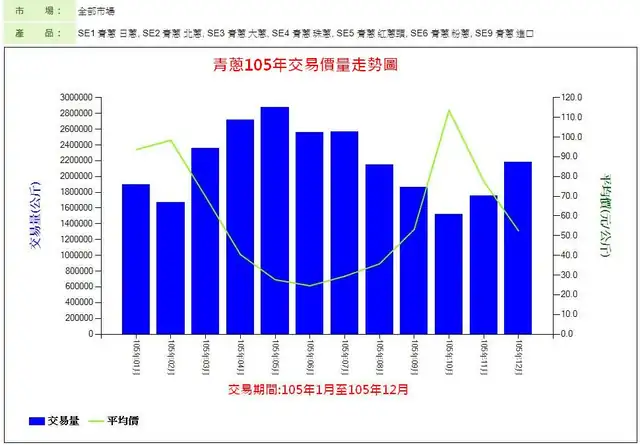 市 場： 全部市場
產 品： SE1 青蔥 日蔥, SE2 青蔥 北蔥, SE3 青蔥 大蔥, SE4 青蔥 珠蔥, SE5 青蔥 紅蔥頭, SE6 青蔥 粉蔥, SE9 青蔥 進口
青蔥105年交易價量走勢圖
交易量(公斤)
3000000
2800000
2600000
2400000
2200000
2000000
1800000
1600000
1400000
1200000
1000000
800000
600000
400000
200000
0
120.0
110.0
100.0
90.0
80.0
70.0
60.0
50.0
40.0
30.0
20.0
10.0
0.0
平均價(元/公斤)
105年01月
105年02月
105年03月
105年04月
105年05月
105年06月
105年07月
105年08月
105年09月
105年10月
105年11月
105年12月
交易期間:105年1月至105年12月
交易量 平均價